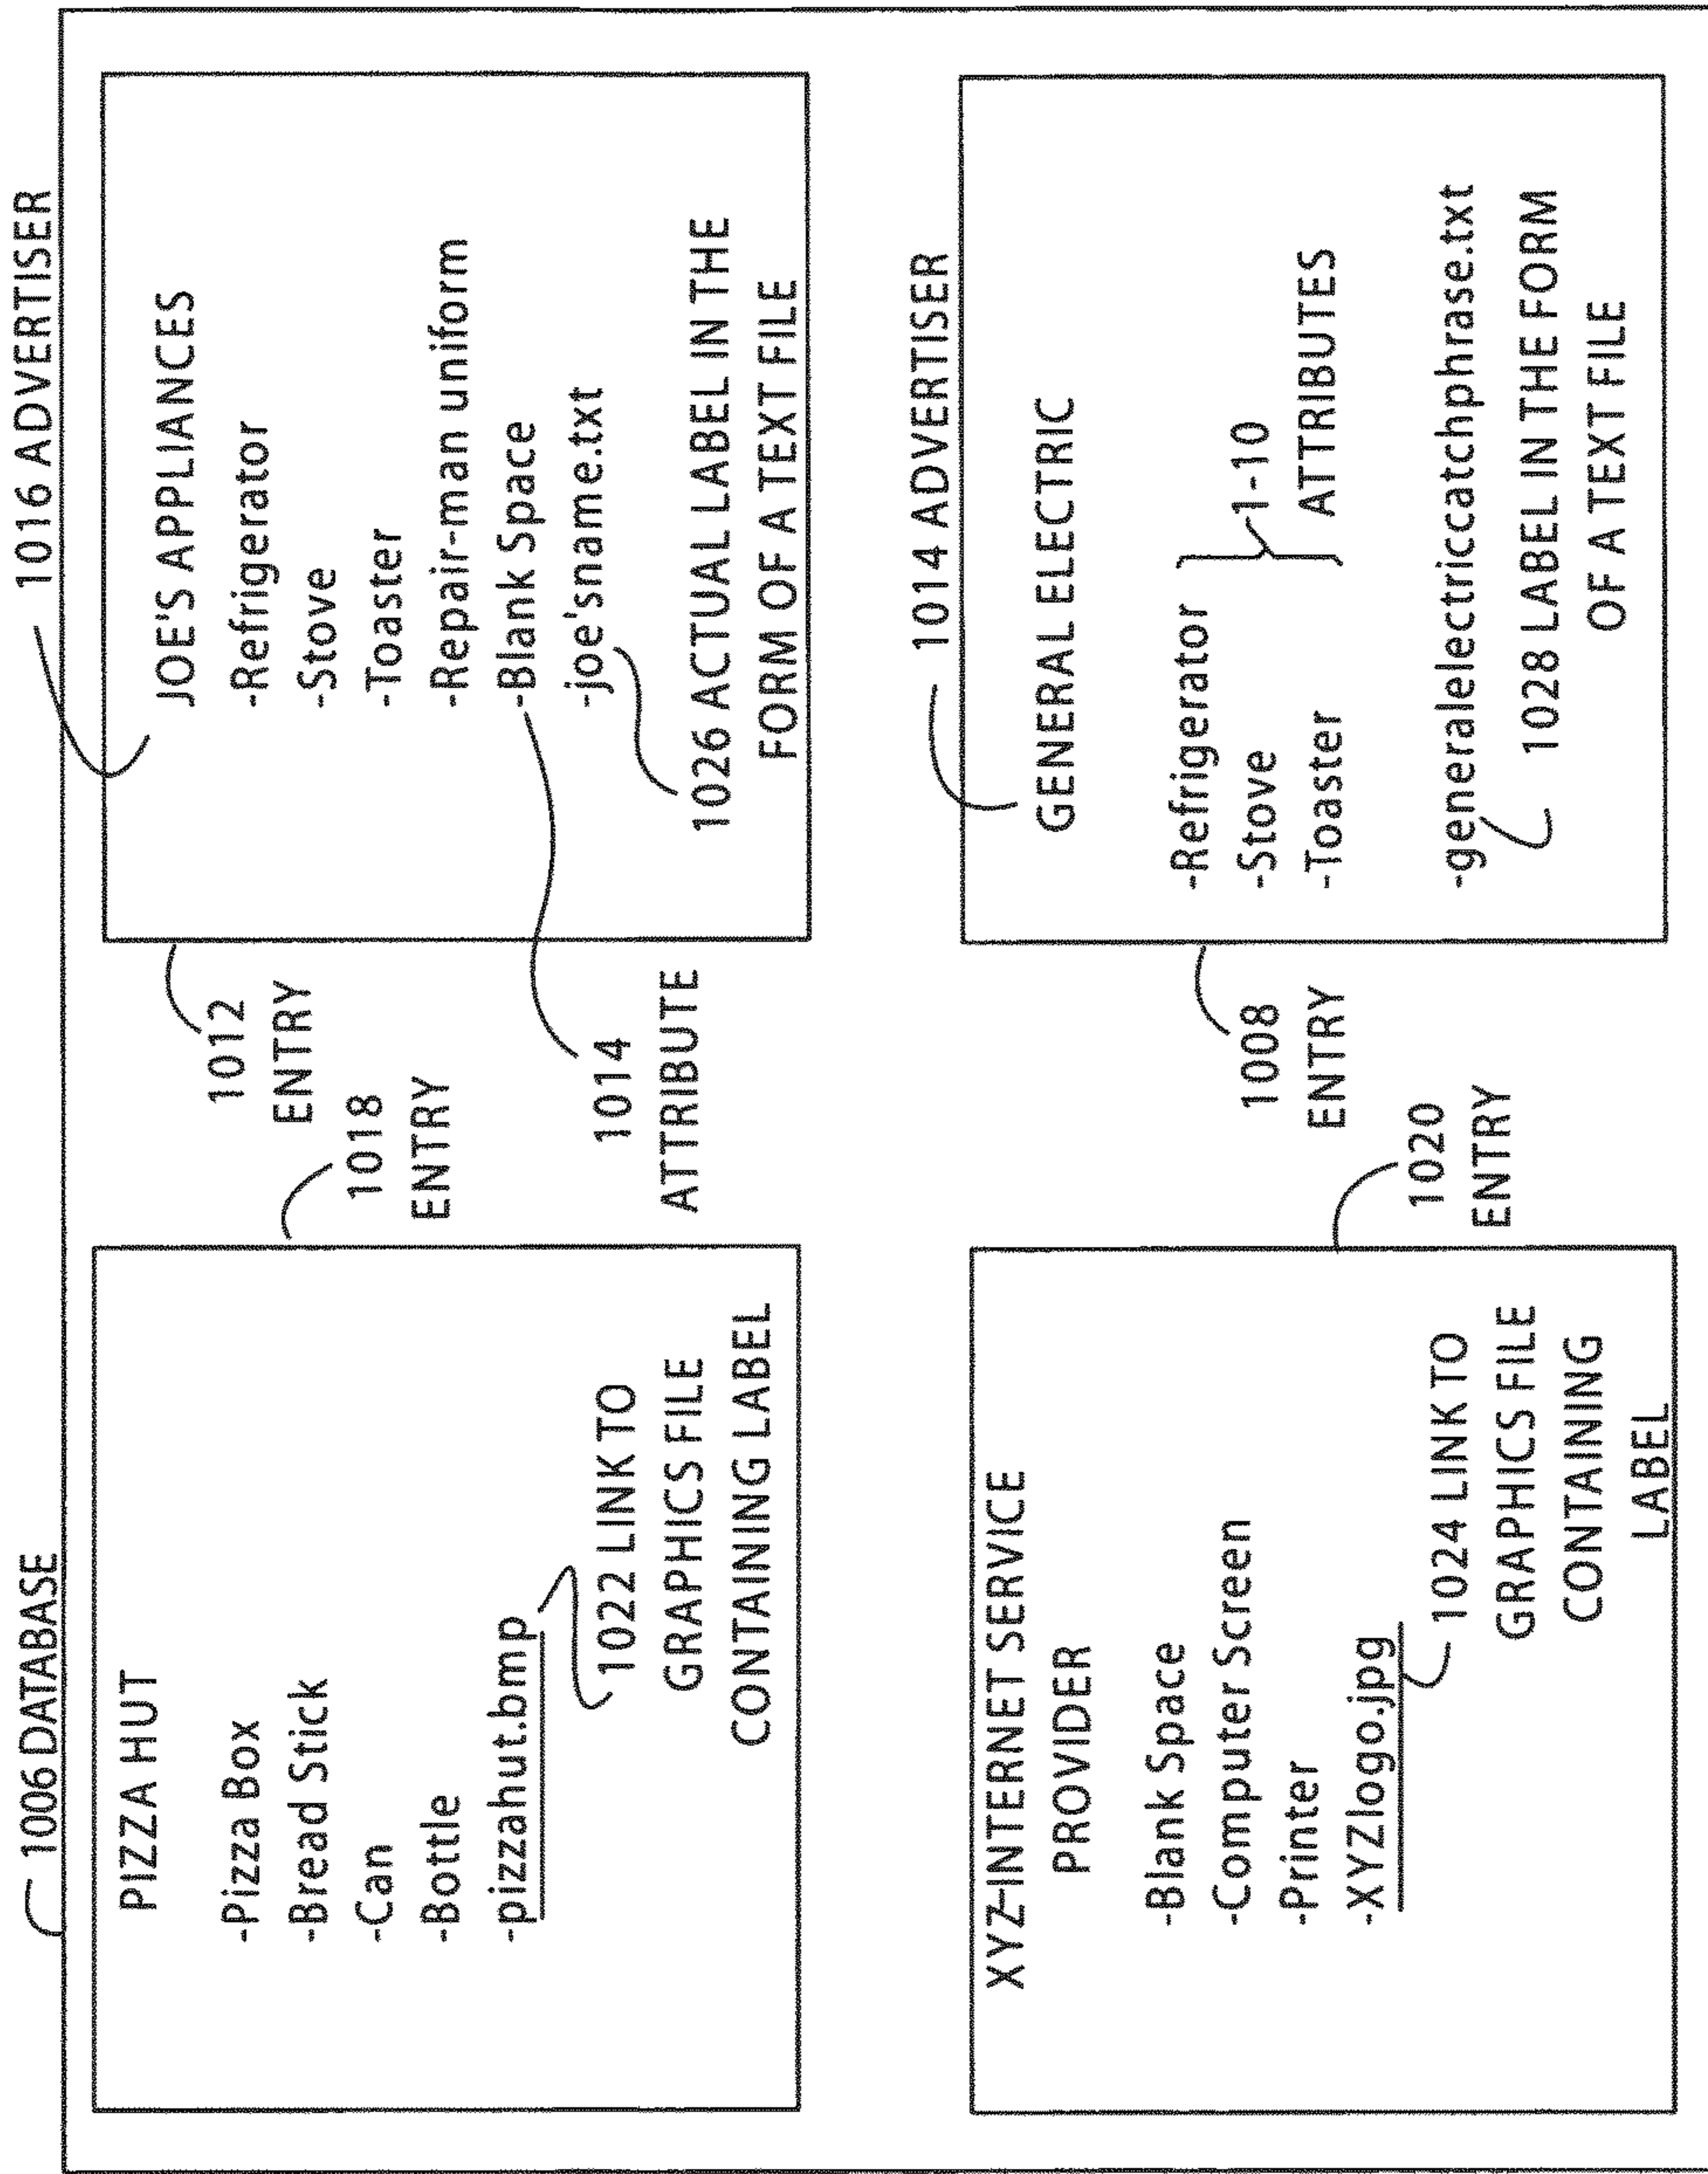 1006 DATABASE
PIZZA HUT
-Pizza Box
-Bread Stick
-Can
-Bottle
-pizzahut.bmp
1022 LINK TO
GRAPHICS FILE
CONTAINING LABEL
1018
ENTRY
1016 ADVERTISER
JOE'S APPLIANCES
-Refrigerator
-Stove
-Toaster
-Repair-man uniform
-Blank Space
-joe'sname.txt
1026 ACTUAL LABEL IN THE
FORM OF A TEXT FILE
1012
ENTRY
1014
ATTRIBUTE
XYZ-INTERNET SERVICE
PROVIDER
-Blank Space
-Computer Screen
-Printer
-XYZlogo.jpg
1024 LINK TO
GRAPHICS FILE
CONTAINING
LABEL
1020
ENTRY
1014 ADVERTISER
GENERAL ELECTRIC
-Refrigerator
-Stove
-Toaster
1-10
ATTRIBUTES
-generalelectriccatchphrase.txt
1028 LABEL IN THE FORM
OF A TEXT FILE
1008
ENTRY